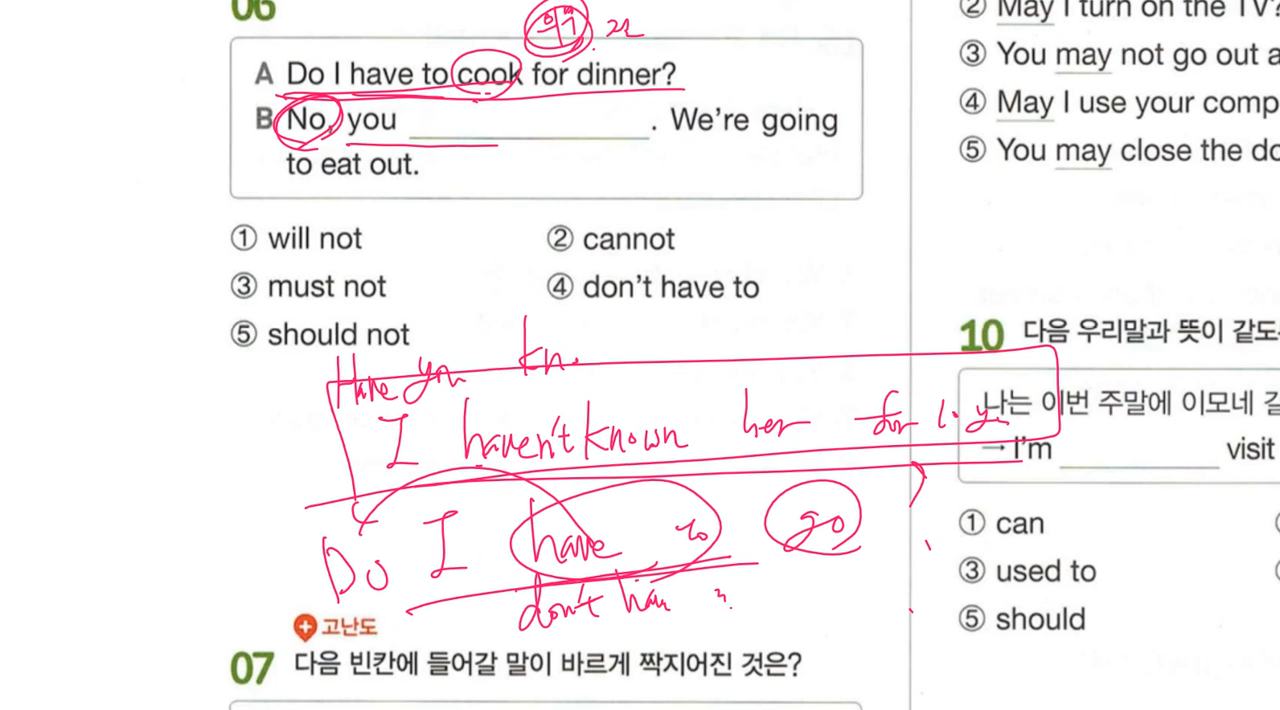 06
의무
A Do I have to cook for dinner?
B No, you ____________. We're going
to eat out.
① will not ② cannot
③ must not ④ don't have to
⑤ should not
Have you kn
I haven't known her for
Do I have to go ?
don't have
고난도
07 다음 빈칸에 들어갈 말이 바르게 짝지어진 것은?
② May I turn on the TV?
③ You may not go out a
④ May I use your comp
⑤ You may close the do
10 다음 우리말과 뜻이 같도
나는 이번 주말에 이모네 길
→ I'm ____________ visit
① can
③ used to
⑤ should